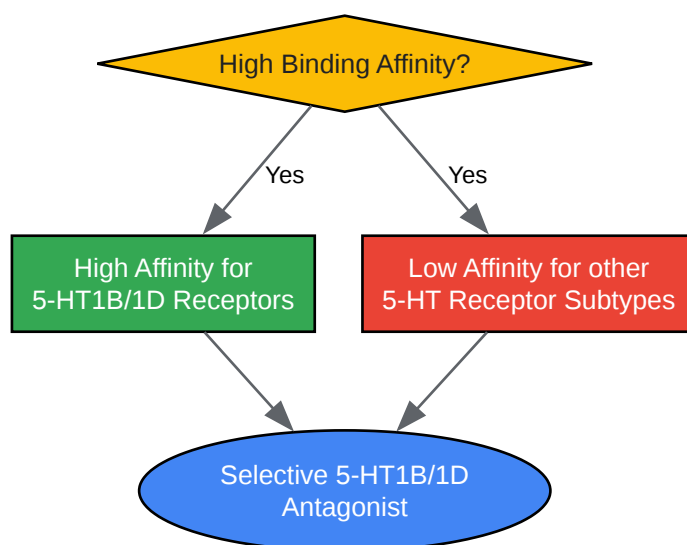 High Binding Affinity?
Yes
Yes
High Affinity for
5-HT1B/1D Receptors
Low Affinity for other
5-HT Receptor Subtypes
Selective 5-HT1B/1D
Antagonist